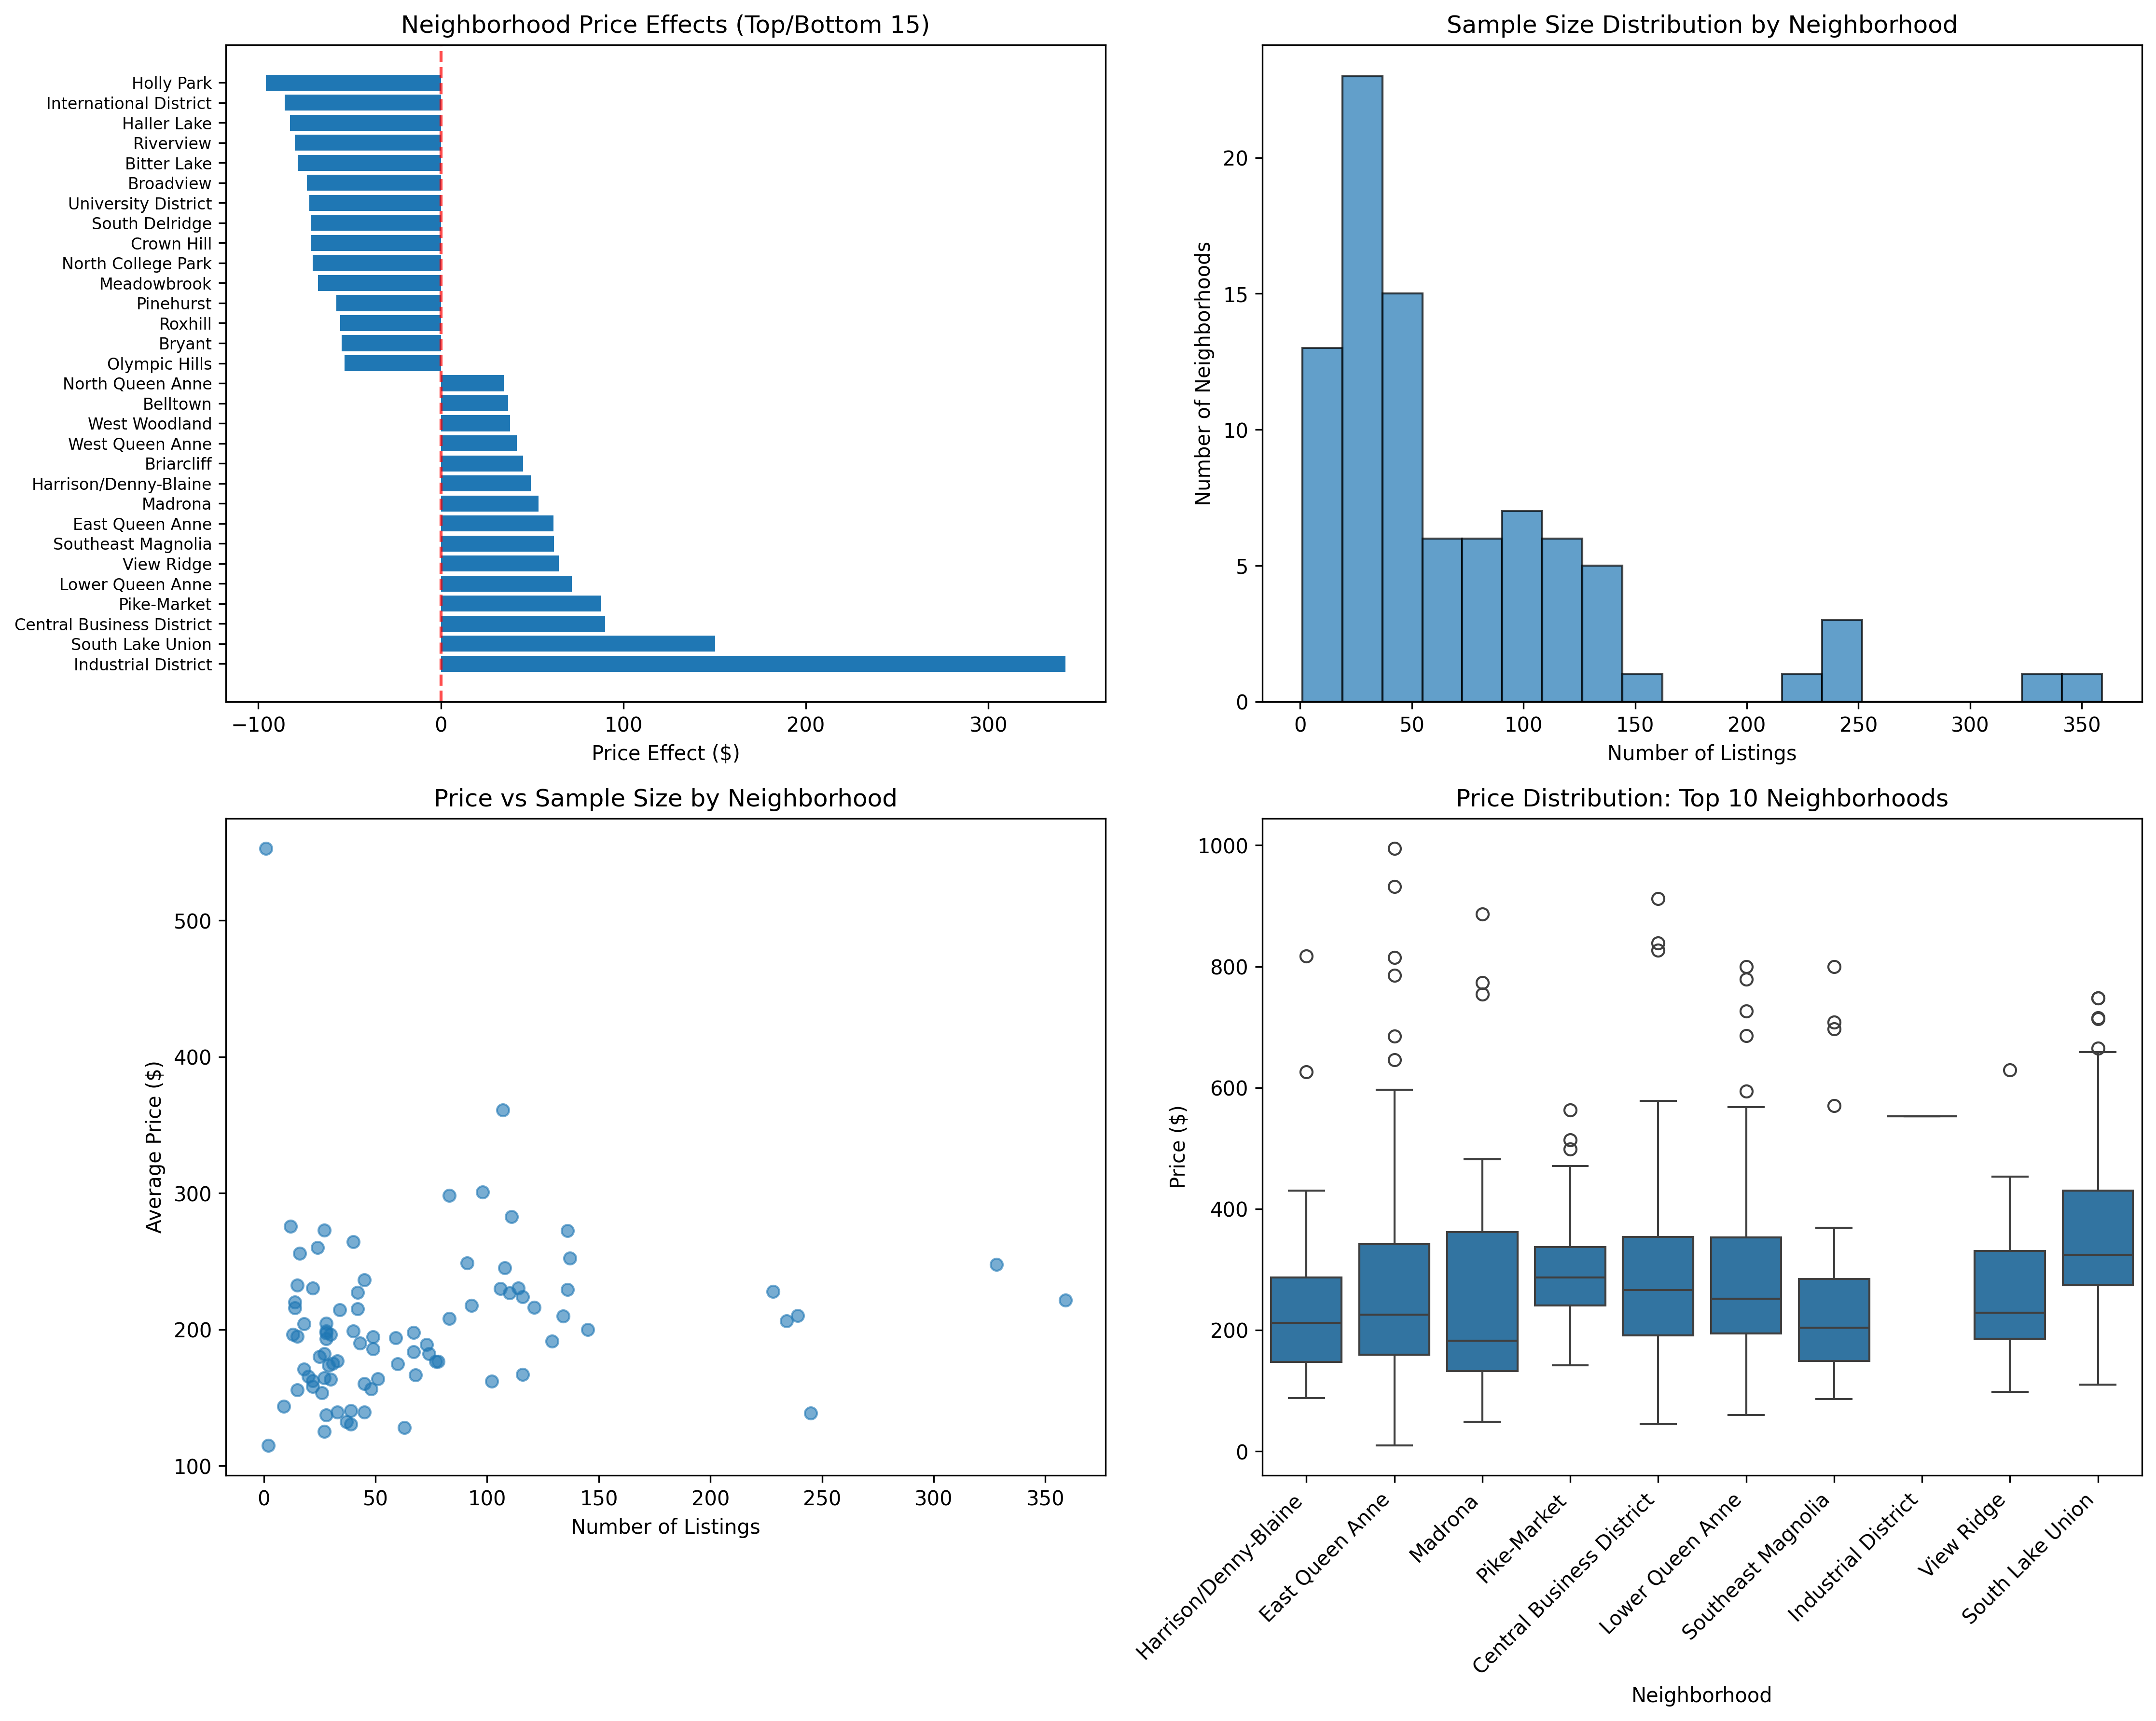 Neighborhood Price Effects (Top/Bottom 15)
Holly Park
International District
Haller Lake
Riverview
Bitter Lake
Broadview
University District
South Delridge
Crown Hill
North College Park
Meadowbrook
Pinehurst
Roxhill
Bryant
Olympic Hills
North Queen Anne
Belltown
West Woodland
West Queen Anne
Briarcliff
Harrison/Denny-Blaine
Madrona
East Queen Anne
Southeast Magnolia
View Ridge
Lower Queen Anne
Pike-Market
Central Business District
South Lake Union
Industrial District
−100 0 100 200 300
Price Effect ($)
Sample Size Distribution by Neighborhood
Number of Neighborhoods
20
15
10
5
0
0 50 100 150 200 250 300 350
Number of Listings
Price vs Sample Size by Neighborhood
Average Price ($)
500
400
300
200
100
0 50 100 150 200 250 300 350
Number of Listings
Price Distribution: Top 10 Neighborhoods
Price ($)
1000
800
600
400
200
0
Harrison/Denny-Blaine
East Queen Anne
Madrona
Pike-Market
Central Business District
Lower Queen Anne
Southeast Magnolia
Industrial District
View Ridge
South Lake Union
Neighborhood